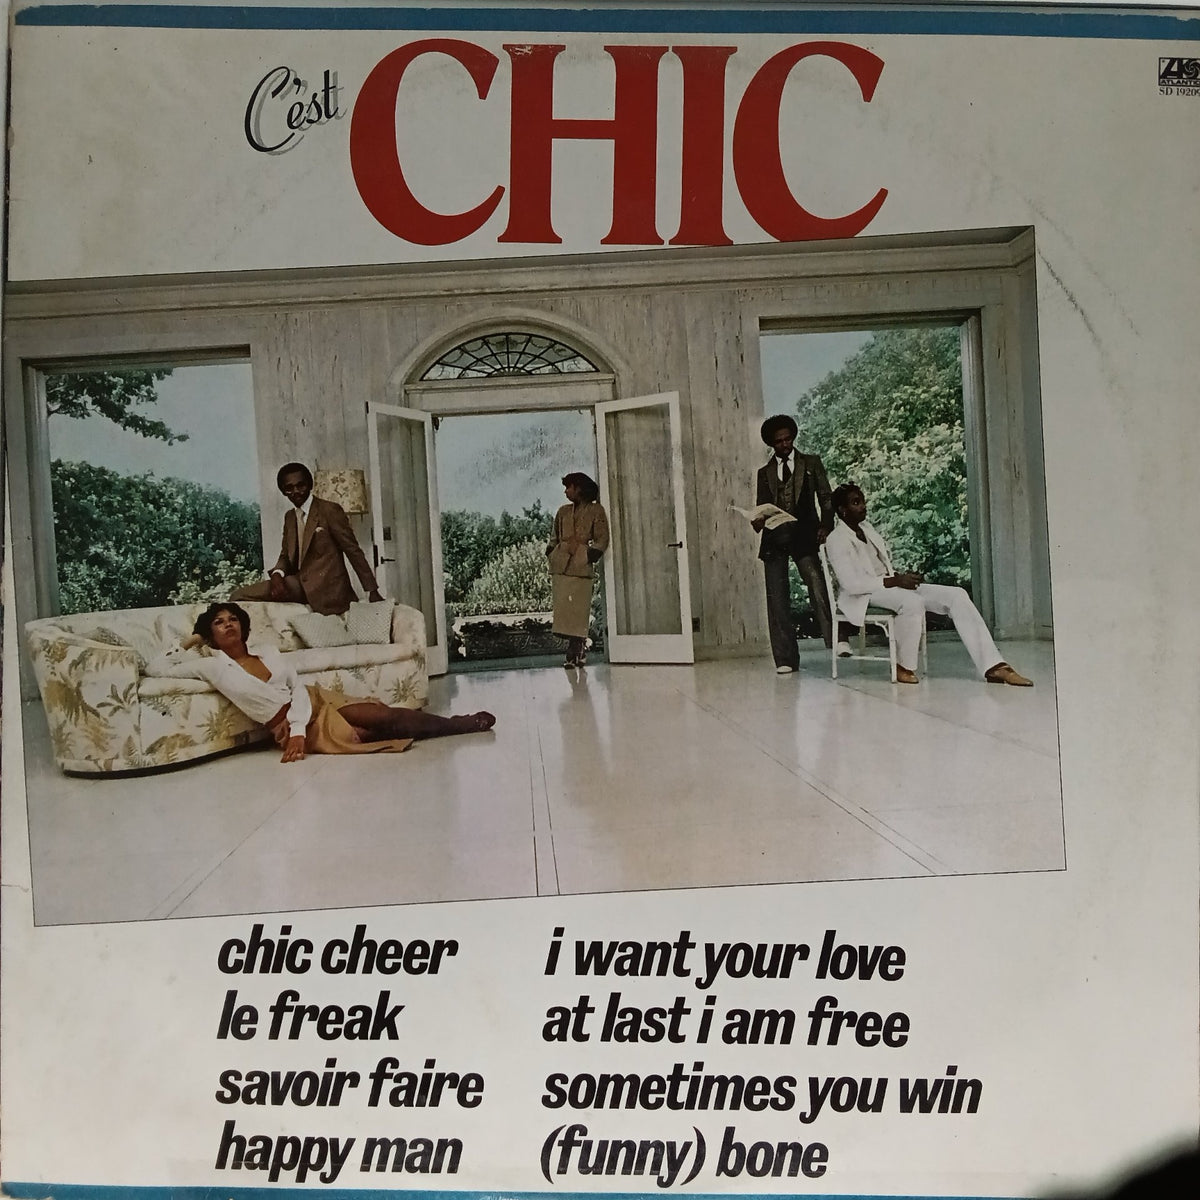 C'est CHIC
ATLANTIC
SD 19209
chic cheer
le freak
savoir faire
happy man
i want your love
at last i am free
sometimes you win
(funny) bone